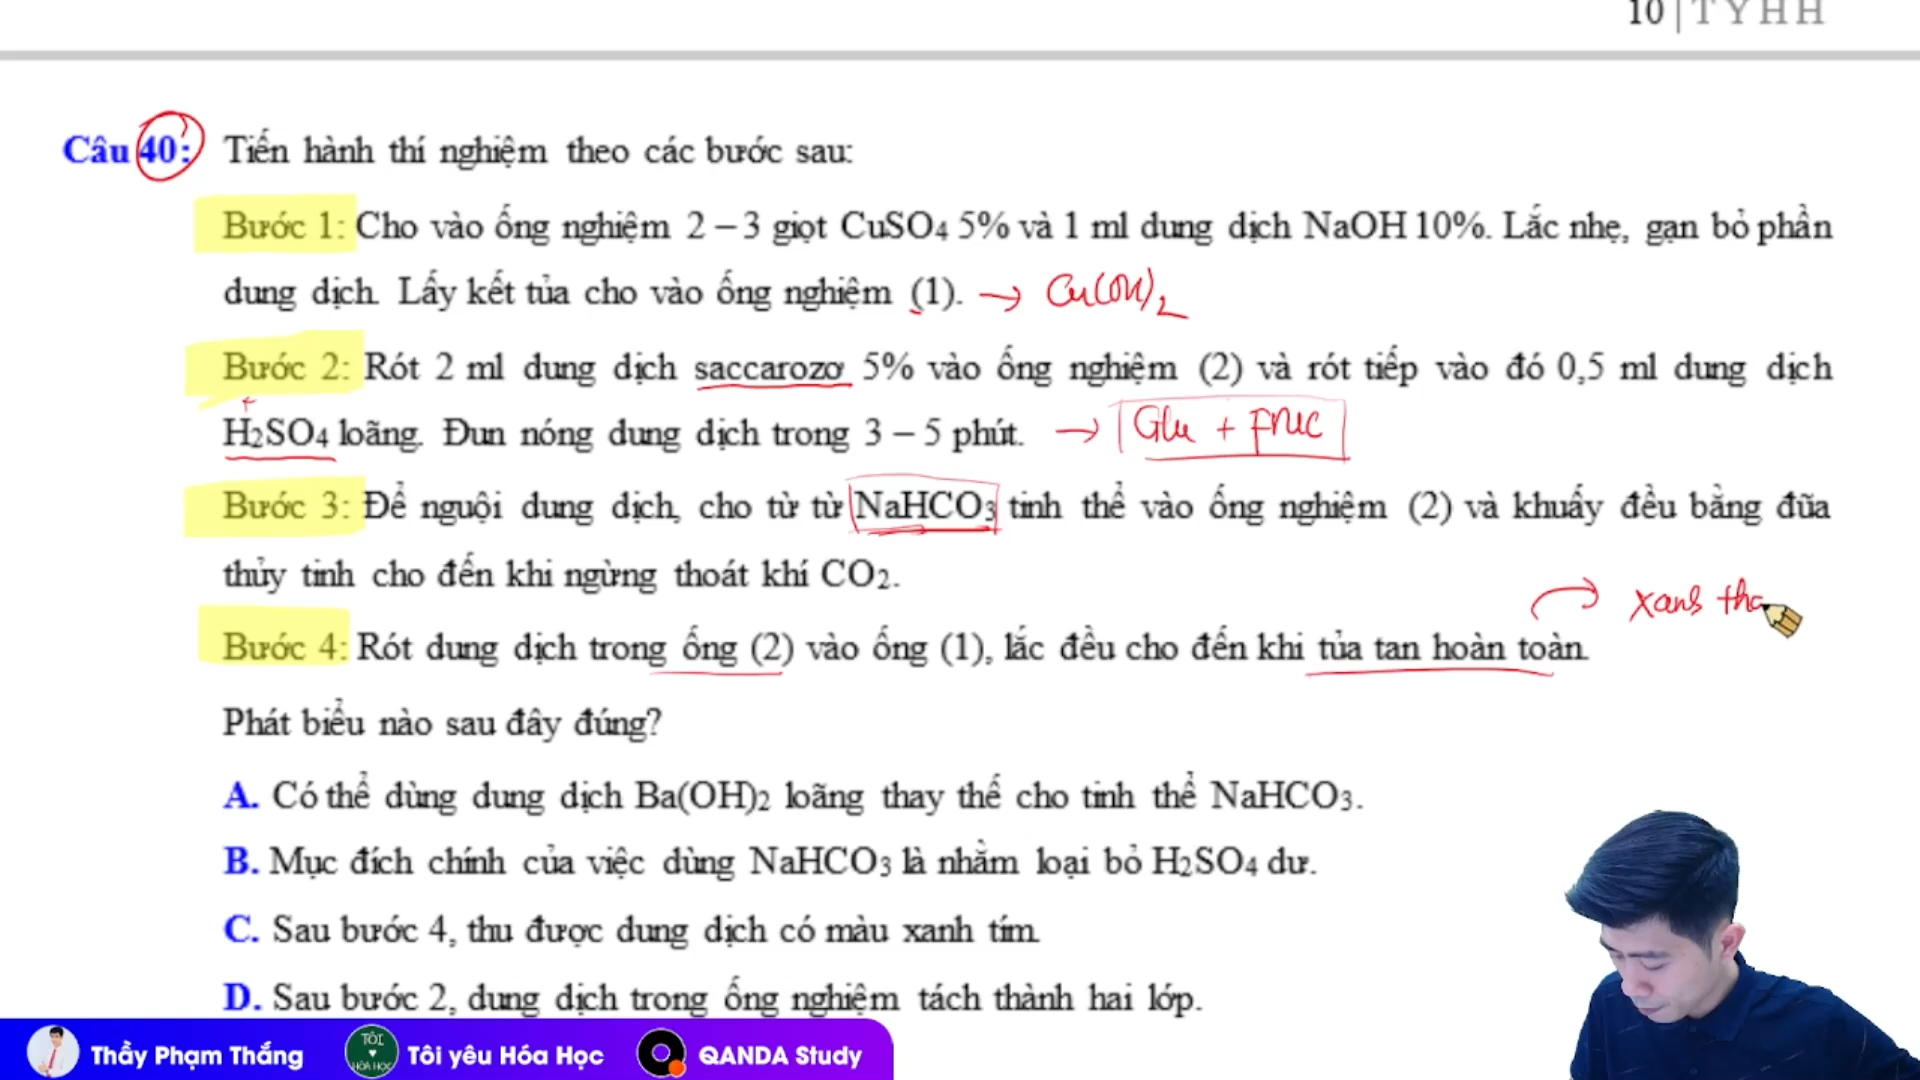 10 | T Y H H
Câu 40: Tiến hành thí nghiệm theo các bước sau:
Bước 1: Cho vào ống nghiệm 2 – 3 giọt CuSO4 5% và 1 ml dung dịch NaOH 10%. Lắc nhẹ, gạn bỏ phần
dung dịch. Lấy kết tủa cho vào ống nghiệm (1). → Cu(OH)2
Bước 2: Rót 2 ml dung dịch saccarozơ 5% vào ống nghiệm (2) và rót tiếp vào đó 0,5 ml dung dịch
+
H2SO4 loãng. Đun nóng dung dịch trong 3 – 5 phút. → Glu + Fruc
Bước 3: Để nguội dung dịch, cho từ từ NaHCO3 tinh thể vào ống nghiệm (2) và khuấy đều bằng đũa
thủy tinh cho đến khi ngừng thoát khí CO2.
xanh tha
Bước 4: Rót dung dịch trong ống (2) vào ống (1), lắc đều cho đến khi tủa tan hoàn toàn.
Phát biểu nào sau đây đúng?
A. Có thể dùng dung dịch Ba(OH)2 loãng thay thế cho tinh thể NaHCO3.
B. Mục đích chính của việc dùng NaHCO3 là nhằm loại bỏ H2SO4 dư.
C. Sau bước 4, thu được dung dịch có màu xanh tím.
D. Sau bước 2, dung dịch trong ống nghiệm tách thành hai lớp.
Thầy Phạm Thắng TÔI ♥ HÓA HỌC Tôi yêu Hóa Học QANDA Study